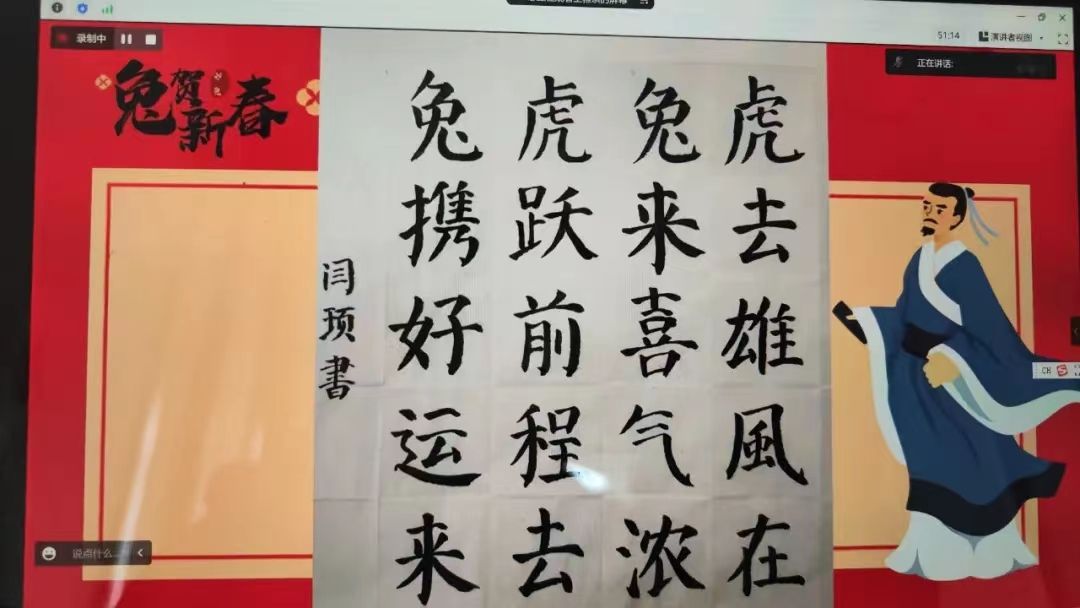 录制中
51:14
演讲者视图
正在讲话:
兔贺新春
虎去雄風在
兔来喜气浓
虎跃前程去
兔携好运来
闫顼書
说点什么...
CH